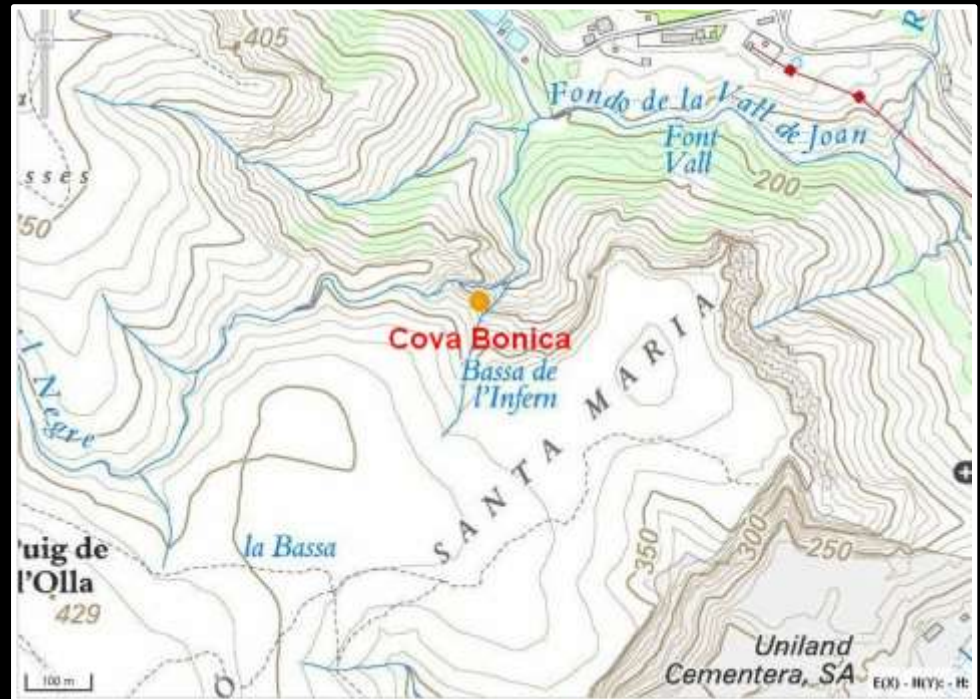 405
Fondo de la Vall de Joan
R
Font
Vall
200
sses
50
Cova Bonica
Bassa de
l'Infern
l Negre
SANTA MARIA
'uig de
l'Olla
429
la Bassa
350
300
250
Uniland
Cementera, SA
100 m
E(X) - N(Y): - H: